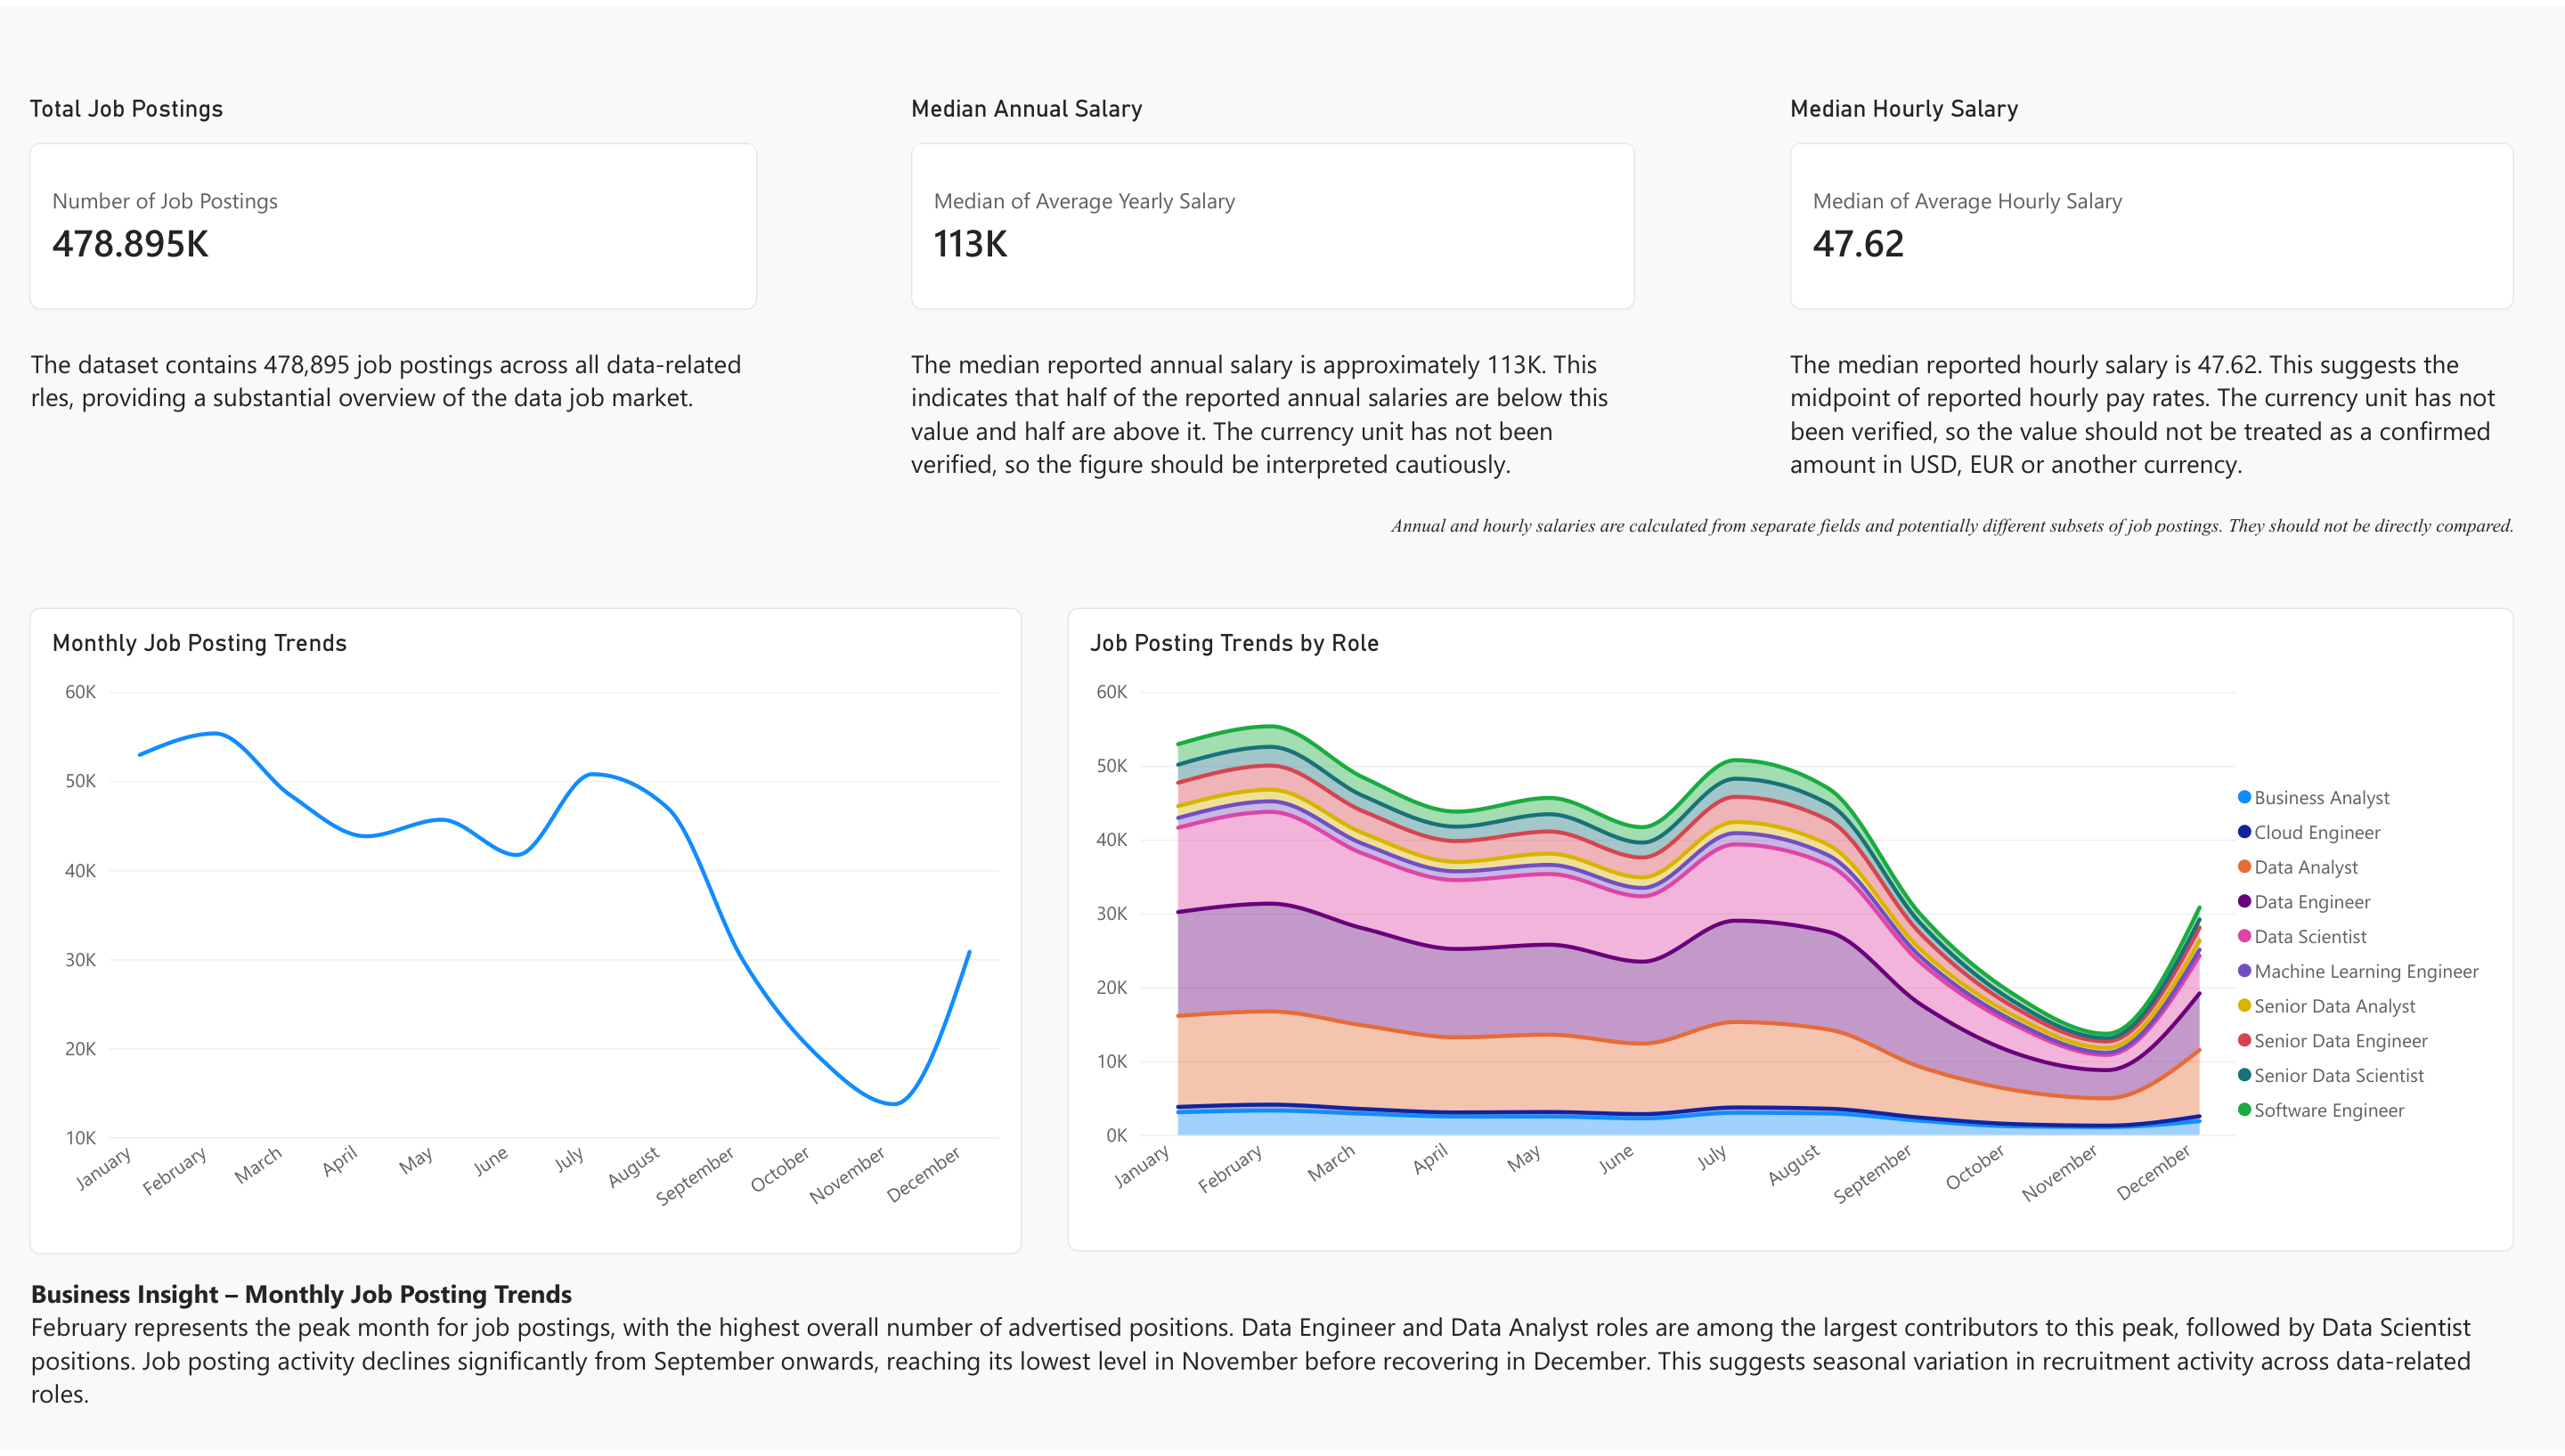 Total Job Postings
Median Annual Salary
Median Hourly Salary
Number of Job Postings
478.895K
Median of Average Yearly Salary
113K
Median of Average Hourly Salary
47.62
The dataset contains 478,895 job postings across all data-related
rles, providing a substantial overview of the data job market.
The median reported annual salary is approximately 113K. This
indicates that half of the reported annual salaries are below this
value and half are above it. The currency unit has not been
verified, so the figure should be interpreted cautiously.
The median reported hourly salary is 47.62. This suggests the
midpoint of reported hourly pay rates. The currency unit has not
been verified, so the value should not be treated as a confirmed
amount in USD, EUR or another currency.
Annual and hourly salaries are calculated from separate fields and potentially different subsets of job postings. They should not be directly compared.
Monthly Job Posting Trends
60K
50K
40K
30K
20K
10K
January
February
March
April
May
June
July
August
September
October
November
December
Job Posting Trends by Role
60K
50K
40K
30K
20K
10K
0K
January
February
March
April
May
June
July
August
September
October
November
December
Business Analyst
Cloud Engineer
Data Analyst
Data Engineer
Data Scientist
Machine Learning Engineer
Senior Data Analyst
Senior Data Engineer
Senior Data Scientist
Software Engineer
Business Insight – Monthly Job Posting Trends
February represents the peak month for job postings, with the highest overall number of advertised positions. Data Engineer and Data Analyst roles are among the largest contributors to this peak, followed by Data Scientist
positions. Job posting activity declines significantly from September onwards, reaching its lowest level in November before recovering in December. This suggests seasonal variation in recruitment activity across data-related
roles.